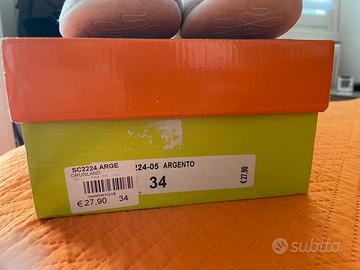 SC2224.ARGE
GRUNLAND
€ 27,90 34
224-05 ARGENTO
34
€ 27,90
subito